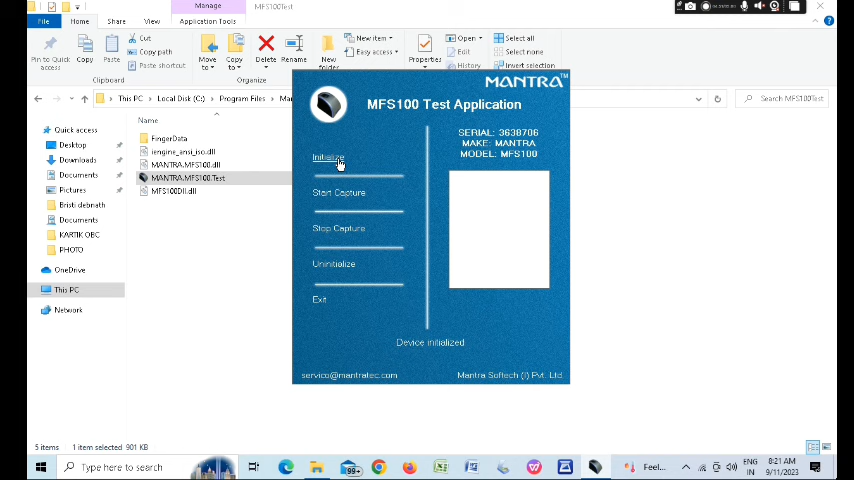 Manage
MFS100Test
File
Home
Share
View
Application Tools
Pin to Quick access
Copy
Paste
Cut
Copy path
Paste shortcut
Clipboard
Move to
Copy to
Delete
Rename
Organize
New folder
New item
Easy access
Properties
Open
Edit
History
Select all
Select none
Invert selection
This PC > Local Disk (C:) > Program Files > Man
Search MFS100Test
Name
Quick access
Desktop
Downloads
Documents
Pictures
Bristi debnath
Documents
KARTIK OBC
PHOTO
OneDrive
This PC
Network
FingerData
iengine_ansi_iso.dll
MANTRA.MFS100.dll
MANTRA.MFS100.Test
MFS100Dll.dll
MANTRA™
MFS100 Test Application
SERIAL: 3638706
MAKE: MANTRA
MODEL: MFS100
Initialize
Start Capture
Stop Capture
Uninitialize
Exit
Device initialized
servico@mantratec.com
Mantra Softech (I) Pvt. Ltd
5 items
1 item selected 901 KB
Type here to search
99+
Feel...
ENG
IN
8:21 AM
9/11/2023